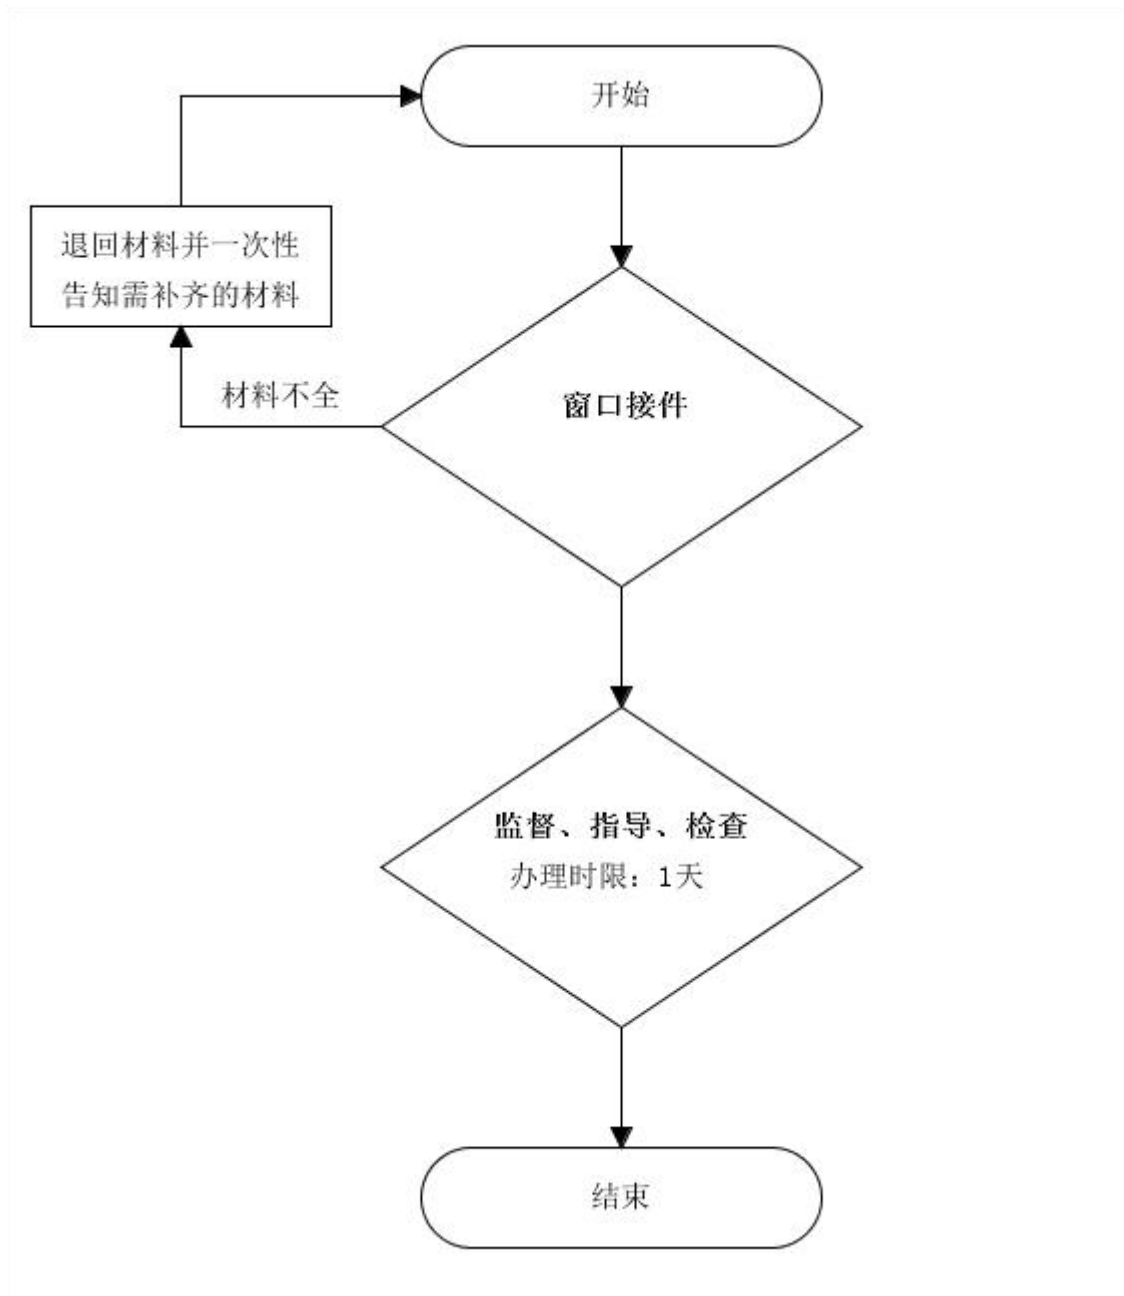 开始
退回材料并一次性
告知需补齐的材料
材料不全
窗口接件
监督、指导、检查
办理时限：1天
结束